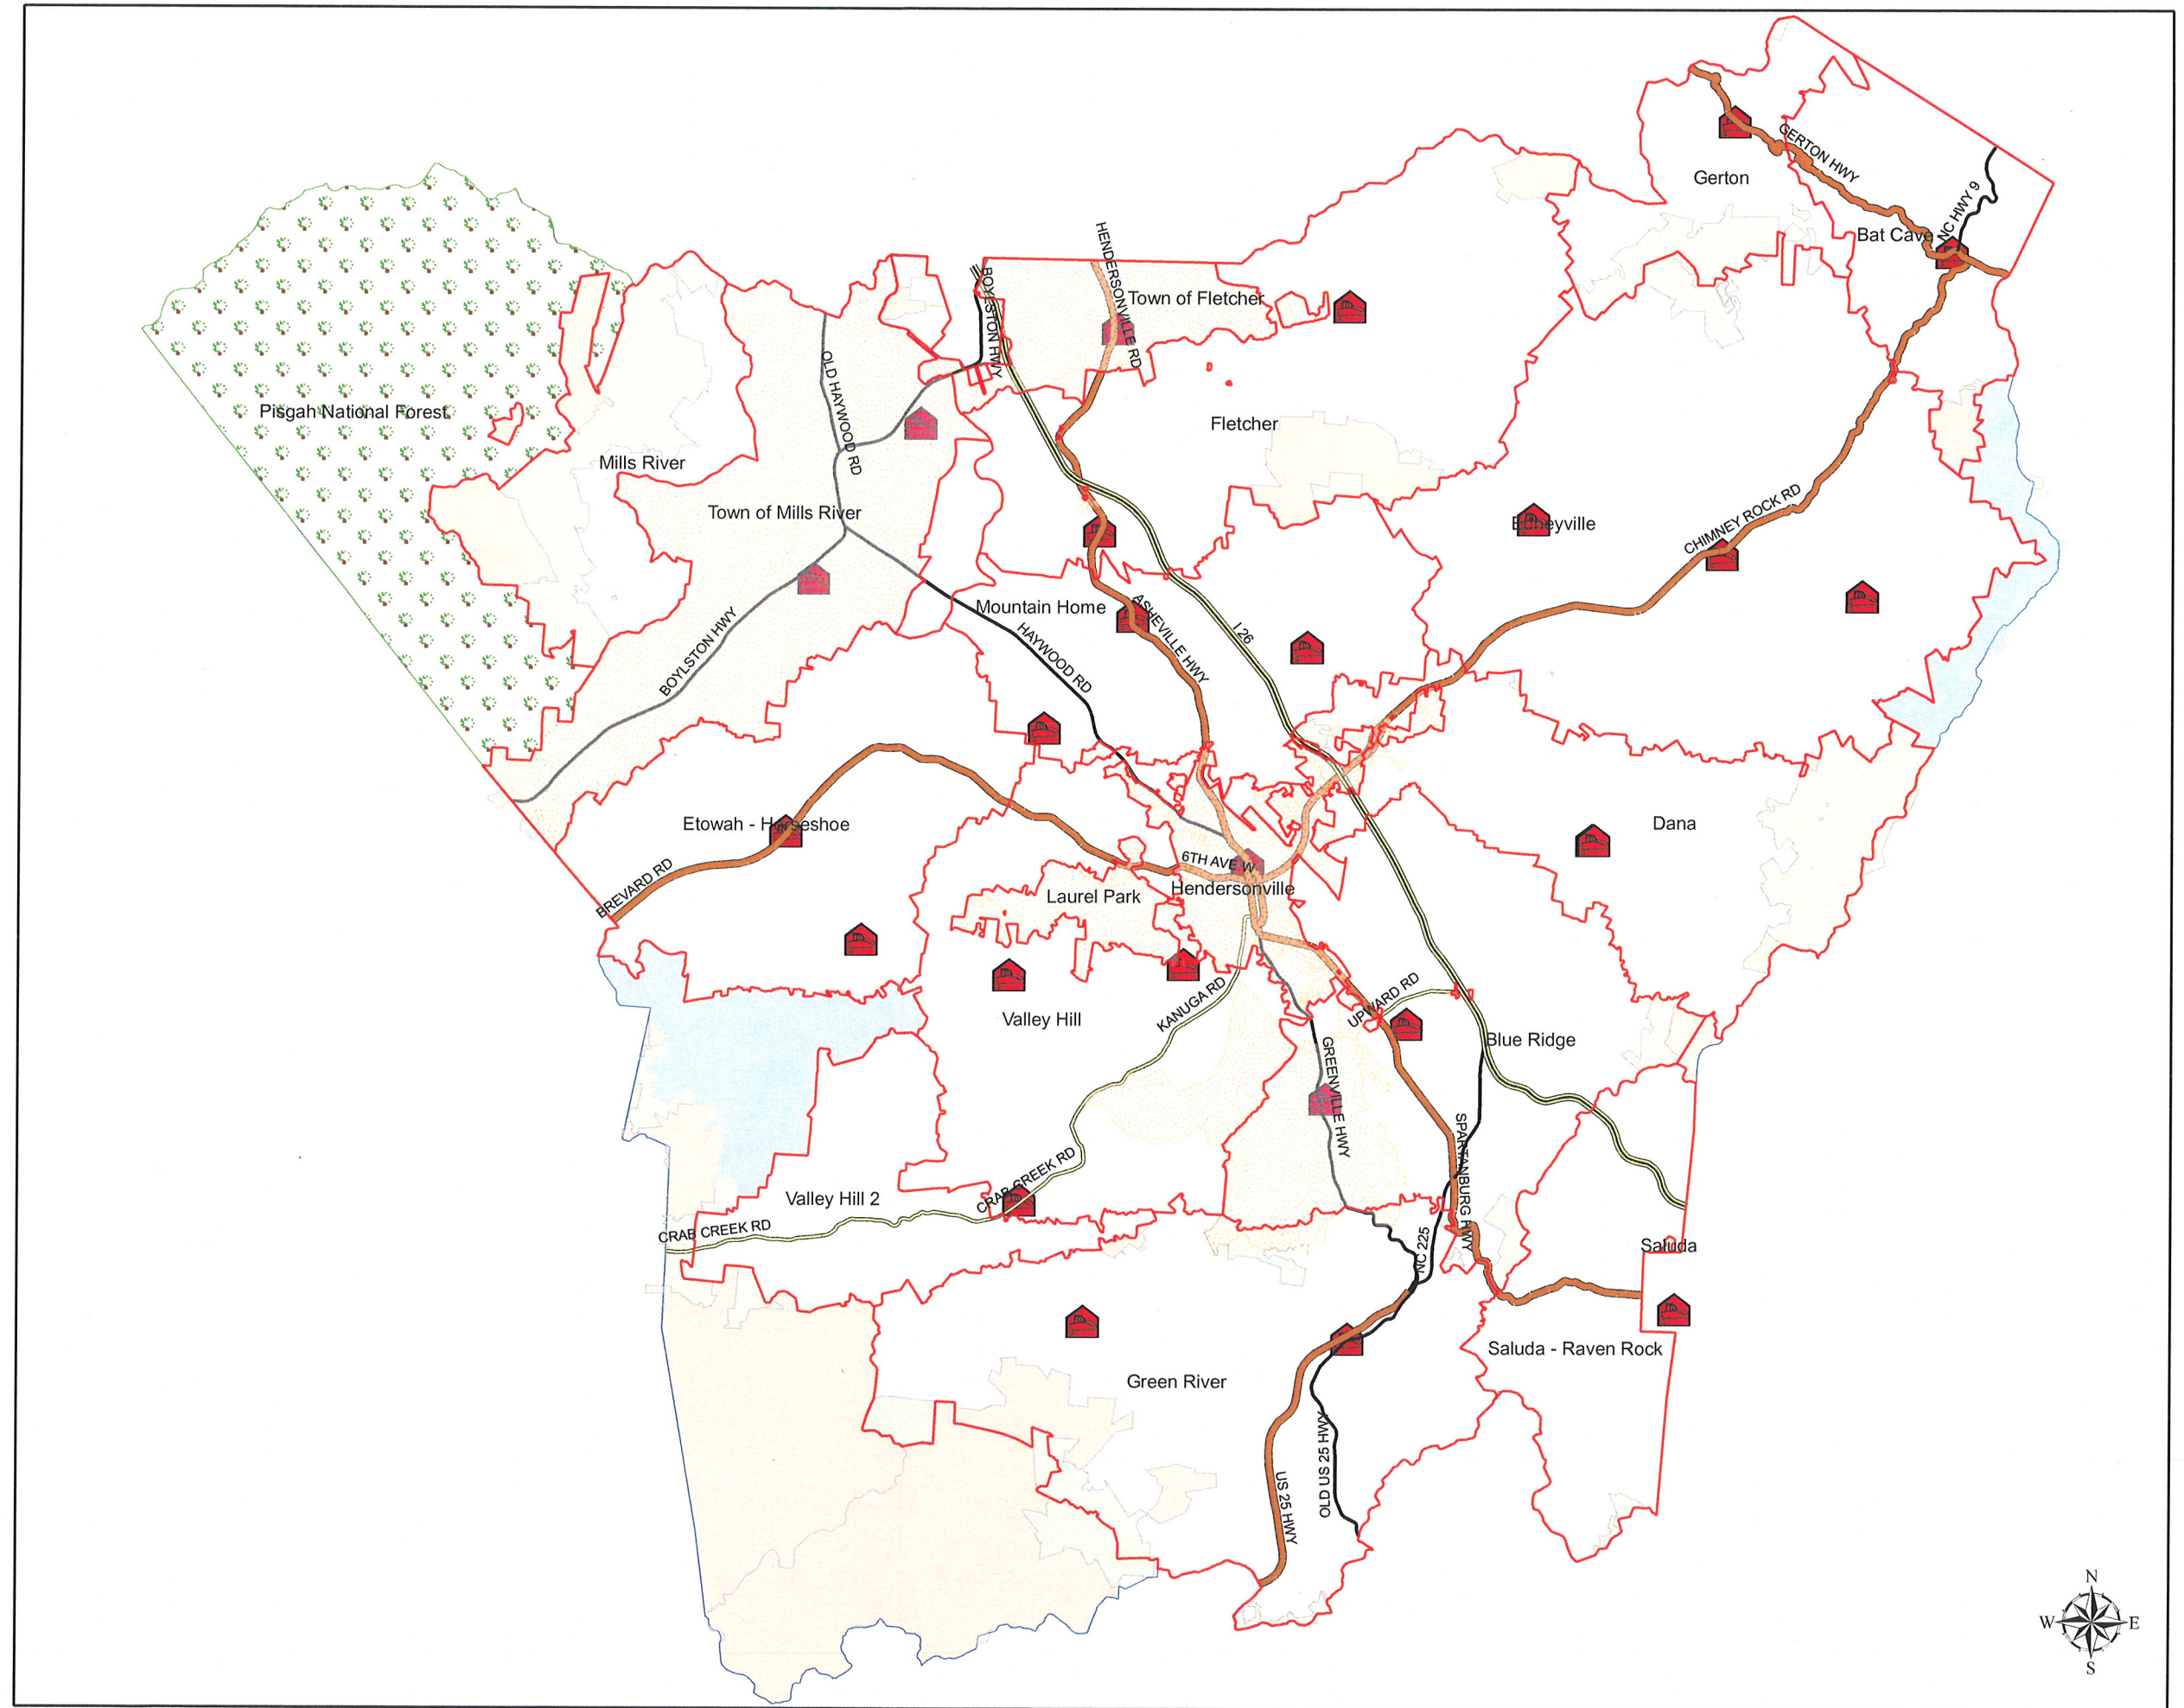 GERTON HWY
Gerton
NC HWY 9
Bat Cave
HENDERSONVILLE RD
BOYLSTON HWY
Town of Fletcher
OLD HAYWOOD RD
Pisgah National Forest
Fletcher
Mills River
Town of Mills River
Edneyville
CHIMNEY ROCK RD
Mountain Home
ASHEVILLE HWY
I 26
BOYLSTON HWY
HAYWOOD RD
Etowah - Horseshoe
Dana
6TH AVE W
BREVARD RD
Laurel Park
Hendersonville
KANUGA RD
UPWARD RD
Valley Hill
Blue Ridge
GREENVILLE HWY
SPARTANBURG HWY
CRAB CREEK RD
Valley Hill 2
CRAB CREEK RD
NC 225
Saluda
Saluda - Raven Rock
Green River
OLD US 25 HWY
US 25 HWY
N
W
E
S